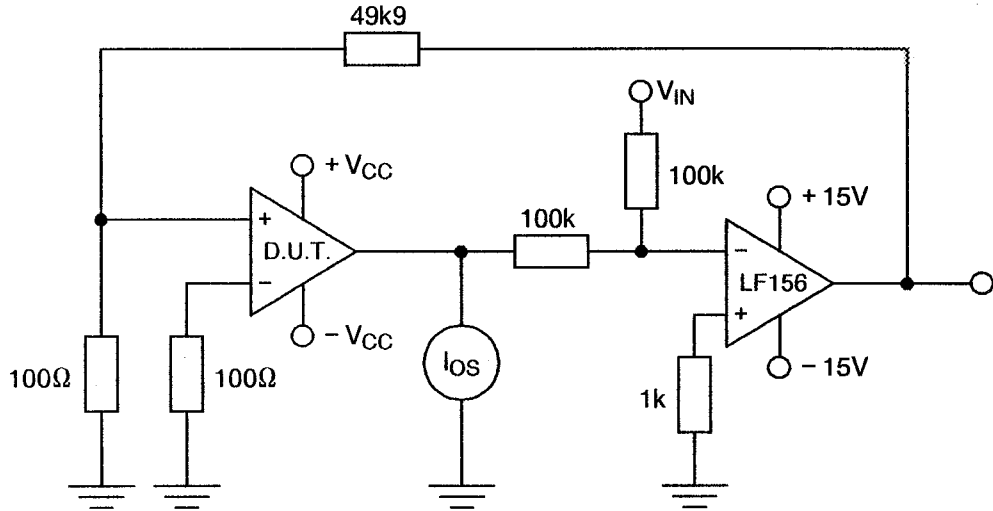 49k9
V_IN
+ V_CC
100k
100k
+ 15V
+
D.U.T.
−
−
LF156
+
− V_CC
− 15V
100Ω
100Ω
I_OS
1k